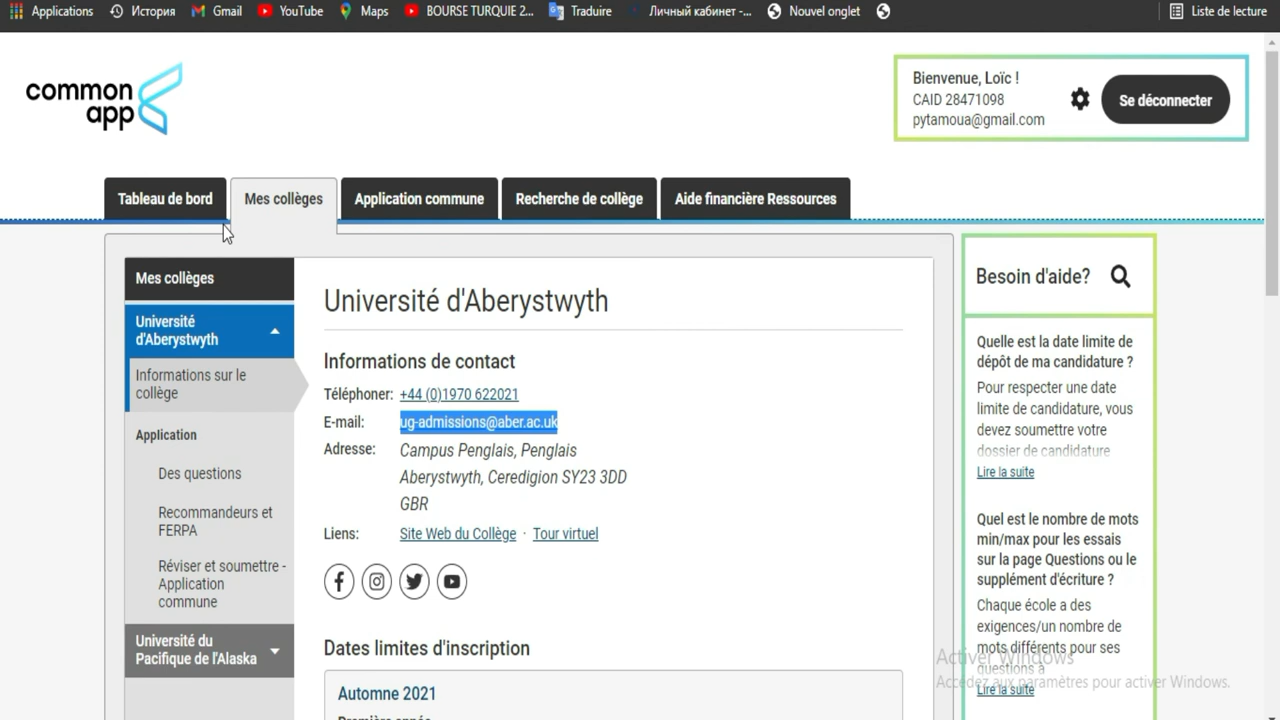 Applications История Gmail YouTube Maps BOURSE TURQUIE 2... Traduire Личный кабинет -... Nouvel onglet Liste de lecture
common
app
Bienvenue, Loïc !
CAID 28471098
pytamoua@gmail.com
Se déconnecter
Tableau de bord Mes collèges Application commune Recherche de collège Aide financière Ressources
Mes collèges
Université
d'Aberystwyth
Informations sur le
collège
Application
Des questions
Recommandeurs et
FERPA
Réviser et soumettre -
Application
commune
Université du
Pacifique de l'Alaska
Université d'Aberystwyth
Informations de contact
Téléphoner: +44 (0)1970 622021
E-mail: ug-admissions@aber.ac.uk
Adresse: Campus Penglais, Penglais
Aberystwyth, Ceredigion SY23 3DD
GBR
Liens: Site Web du Collège · Tour virtuel
Dates limites d'inscription
Automne 2021
Première année
Besoin d'aide?
Quelle est la date limite de
dépôt de ma candidature ?
Pour respecter une date
limite de candidature, vous
devez soumettre votre
dossier de candidature
Lire la suite
Quel est le nombre de mots
min/max pour les essais
sur la page Questions ou le
supplément d'écriture ?
Chaque école a des
exigences/un nombre de
mots différents pour ses
questions à
Lire la suite
Activer Windows
Accédez aux paramètres pour activer Windows.